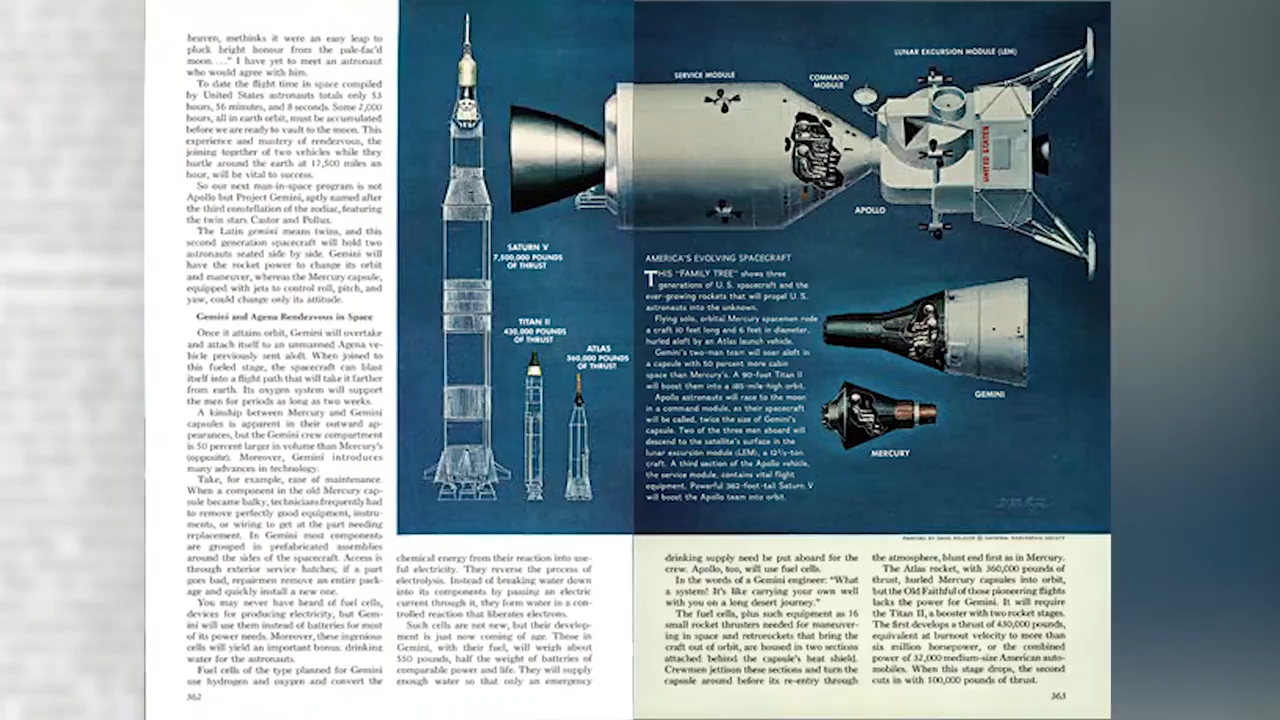 heaven, methinks it were an easy leap to
pluck bright honour from the pale-fac'd
moon. . . ." I have yet to meet an astronaut
who would agree with him.
To date the flight time in space compiled
by United States astronauts totals only 53
hours, 56 minutes, and 8 seconds. Some 2,000
hours, all in earth orbit, must be accumulated
before we are ready to vault to the moon. This
experience and mastery of rendezvous, the
joining together of two vehicles while they
hurtle around the earth at 17,500 miles an
hour, will be vital to success.
So our next man-in-space program is not
Apollo but Project Gemini, aptly named after
the third constellation of the zodiac, featuring
the twin stars Castor and Pollux.
The Latin gemini means twins, and this
second generation spacecraft will hold two
astronauts seated side by side. Gemini will
have the rocket power to change its orbit
and maneuver, whereas the Mercury capsule,
equipped with jets to control roll, pitch, and
yaw, could change only its attitude.
Gemini and Agena Rendezvous in Space
Once it attains orbit, Gemini will overtake
and attach itself to an unmanned Agena ve-
hicle previously sent aloft. When joined to
this fueled stage, the spacecraft can blast
itself into a flight path that will take it farther
from earth. Its oxygen system will support
the men for periods as long as two weeks.
A kinship between Mercury and Gemini
capsules is apparent in their outward ap-
pearances, but the Gemini crew compartment
is 50 percent larger in volume than Mercury's
(opposite). Moreover, Gemini introduces
many advances in technology.
Take, for example, ease of maintenance.
When a component in the old Mercury cap-
sule became balky, technicians frequently had
to remove perfectly good equipment, instru-
ments, or wiring to get at the part needing
replacement. In Gemini most components
are grouped in prefabricated assemblies
around the sides of the spacecraft. Access is
through exterior service hatches; if a part
goes bad, repairmen remove an entire pack-
age and quickly install a new one.
You may never have heard of fuel cells,
devices for producing electricity, but Gem-
ini will use them instead of batteries for most
of its power needs. Moreover, these ingenious
cells will yield an important bonus: drinking
water for the astronauts.
Fuel cells of the type planned for Gemini
use hydrogen and oxygen and convert the
362
SATURN V
7,500,000 POUNDS
OF THRUST
TITAN II
430,000 POUNDS
OF THRUST
ATLAS
360,000 POUNDS
OF THRUST
SERVICE MODULE
COMMAND
MODULE
LUNAR EXCURSION MODULE (LEM)
UNITED STATES
APOLLO
AMERICA'S EVOLVING SPACECRAFT
THIS "FAMILY TREE" shows three
generations of U.S. spacecraft and the
ever-growing rockets that will propel U.S.
astronauts into the unknown.
Flying solo, orbital Mercury spacemen rode
a craft 10 feet long and 6 feet in diameter,
hurled aloft by an Atlas launch vehicle.
Gemini's two-man team will soar aloft in
a capsule with 50 percent more cabin
space than Mercury's. A 90-foot Titan II
will boost them into a 185-mile-high orbit.
Apollo astronauts will race to the moon
in a command module, as their spacecraft
will be called, twice the size of Gemini's
capsule. Two of the three men aboard will
descend to the satellite's surface in the
lunar excursion module (LEM), a 12½-ton
craft. A third section of the Apollo vehicle,
the service module, contains vital flight
equipment. Powerful 362-foot-tall Saturn V
will boost the Apollo team into orbit.
GEMINI
MERCURY
chemical energy from their reaction into use-
ful electricity. They reverse the process of
electrolysis. Instead of breaking water down
into its components by passing an electric
current through it, they form water in a con-
trolled reaction that liberates electrons.
Such cells are not new, but their develop-
ment is just now coming of age. Those in
Gemini, with their fuel, will weigh about
550 pounds, half the weight of batteries of
comparable power and life. They will supply
enough water so that only an emergency
drinking supply need be put aboard for the
crew. Apollo, too, will use fuel cells.
In the words of a Gemini engineer: "What
a system! It's like carrying your own well
with you on a long desert journey."
The fuel cells, plus such equipment as 16
small rocket thrusters needed for maneuver-
ing in space and retrorockets that bring the
craft out of orbit, are housed in two sections
attached behind the capsule's heat shield.
Crewmen jettison these sections and turn the
capsule around before its re-entry through
the atmosphere, blunt end first as in Mercury.
The Atlas rocket, with 360,000 pounds of
thrust, hurled Mercury capsules into orbit,
but the Old Faithful of those pioneering flights
lacks the power for Gemini. It will require
the Titan II, a booster with two rocket stages.
The first develops a thrust of 430,000 pounds,
equivalent at burnout velocity to more than
six million horsepower, or the combined
power of 32,000 medium-size American auto-
mobiles. When this stage drops, the second
cuts in with 100,000 pounds of thrust.
363